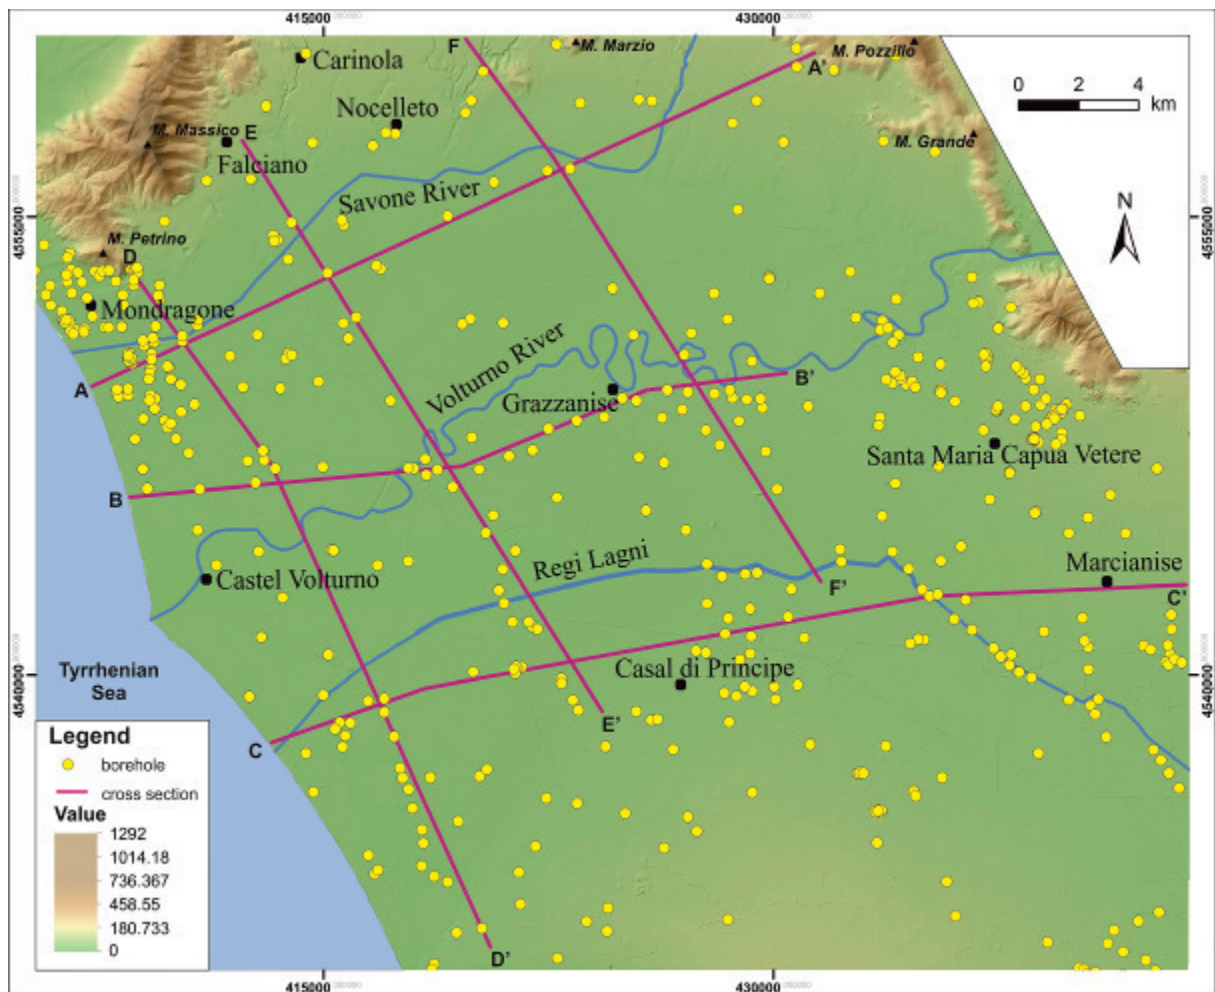 415000
430000
F
M. Marzio
M. Pozzillo
A'
Carinola
0 2 4
km
Nocelleto
M. Massico
E
Falciano
M. Grande
Savone River
N
4555000
4555000
M. Petrino
D
Mondragone
Volturno River
A
B'
Grazzanise
Santa Maria Capua Vetere
B
Regi Lagni
Marcianise
Castel Volturno
F'
C'
Tyrrhenian
Sea
Casal di Principe
4540000
4540000
E'
C
Legend
borehole
cross section
Value
1292
1014.18
736.367
458.55
180.733
0
D'
415000
430000